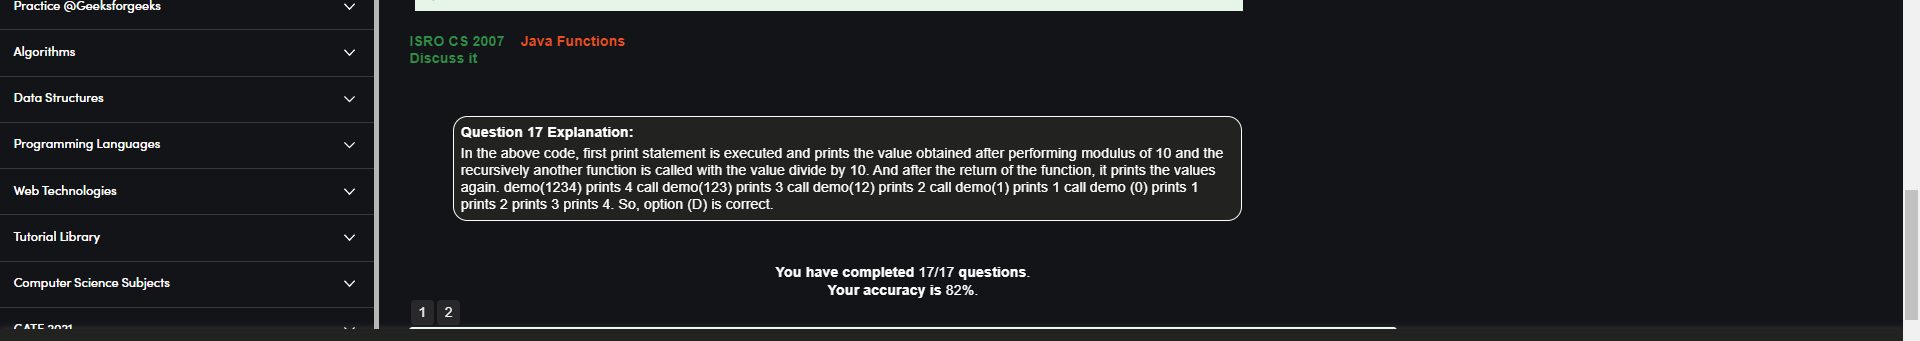 Practice @Geeksforgeeks
Algorithms
Data Structures
Programming Languages
Web Technologies
Tutorial Library
Computer Science Subjects
GATE 2021
ISRO CS 2007 Java Functions
Discuss it
Question 17 Explanation:
In the above code, first print statement is executed and prints the value obtained after performing modulus of 10 and the
recursively another function is called with the value divide by 10. And after the return of the function, it prints the values
again. demo(1234) prints 4 call demo(123) prints 3 call demo(12) prints 2 call demo(1) prints 1 call demo (0) prints 1
prints 2 prints 3 prints 4. So, option (D) is correct.
You have completed 17/17 questions.
Your accuracy is 82%.
1 2